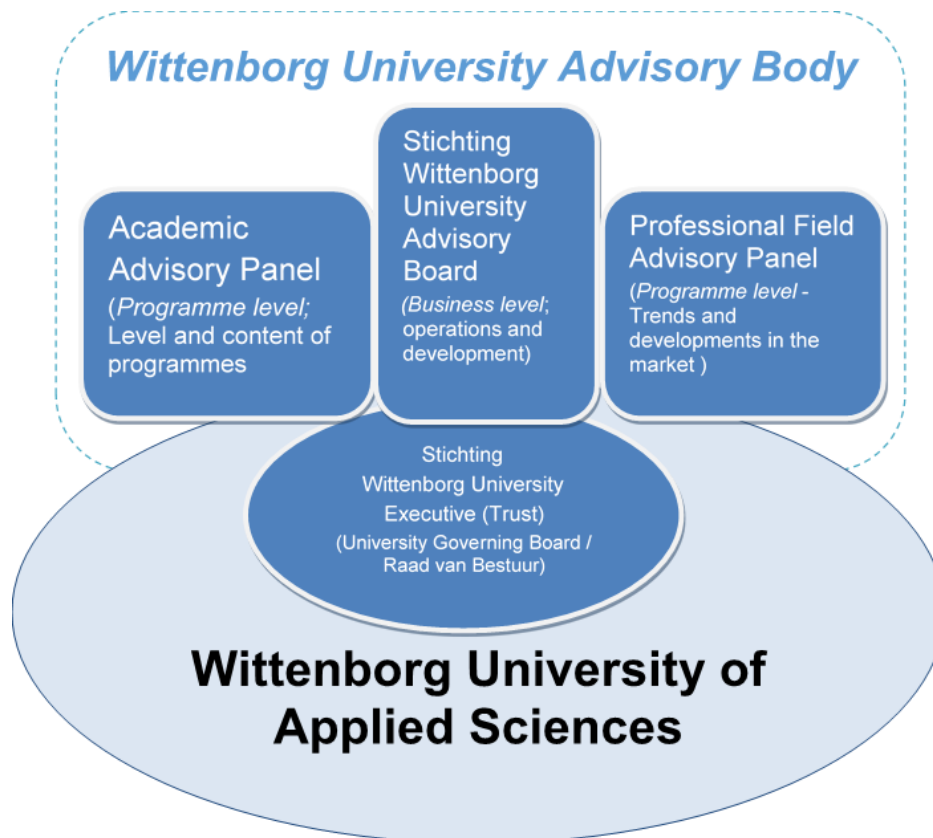 Wittenborg University Advisory Body
Academic
Advisory Panel
(Programme level;
Level and content of
programmes
Stichting
Wittenborg
University
Advisory
Board
(Business level;
operations and
development)
Professional Field
Advisory Panel
(Programme level -
Trends and
developments in the
market )
Stichting
Wittenborg University
Executive (Trust)
(University Governing Board /
Raad van Bestuur)
Wittenborg University of
Applied Sciences